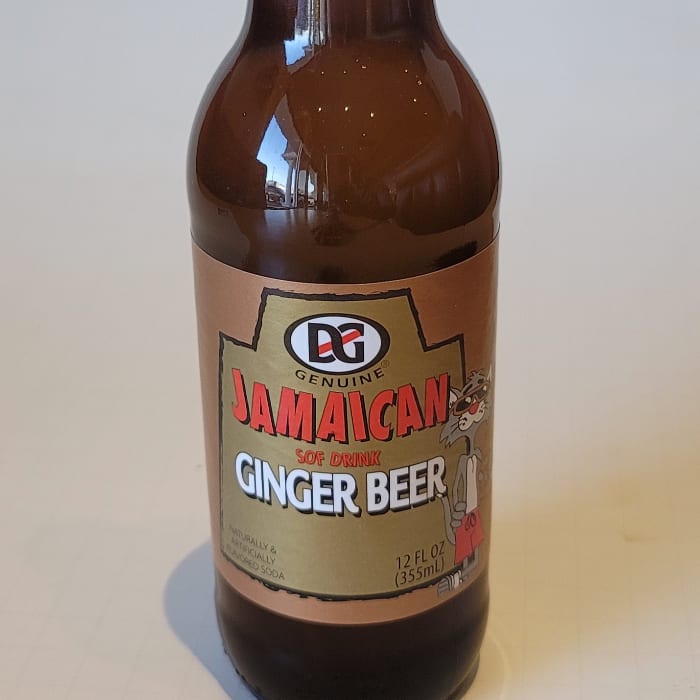 DG
GENUINE®
JAMAICAN
SOF DRINK
GINGER BEER
NATURALLY &
ARTIFICIALLY
FLAVORED SODA
12 FL OZ
(355mL)